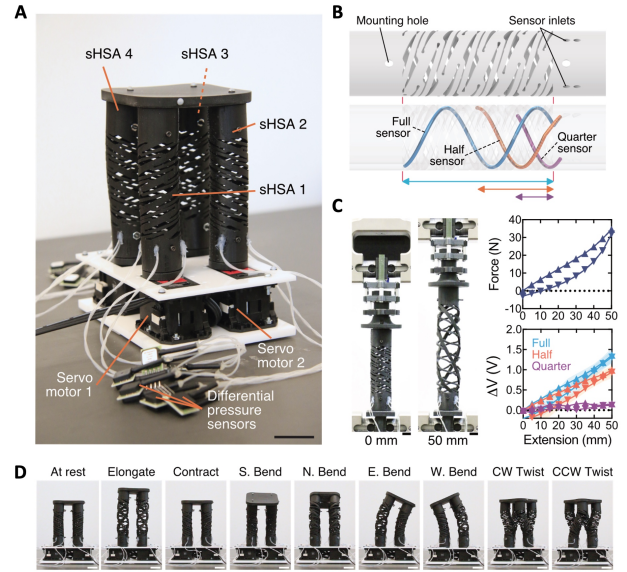 A
sHSA 4
sHSA 3
sHSA 2
sHSA 1
Servo
motor 1
Servo
motor 2
Differential
pressure
sensors
B
Mounting hole
Sensor inlets
Full
sensor
Half
sensor
Quarter
sensor
C
0 mm
50 mm
Force (N)
40
30
20
10
0
-10
0 10 20 30 40 50
ΔV (V)
2.0
1.5
1.0
0.5
0.0
Full
Half
Quarter
0 10 20 30 40 50
Extension (mm)
D
At rest
Elongate
Contract
S. Bend
N. Bend
E. Bend
W. Bend
CW Twist
CCW Twist